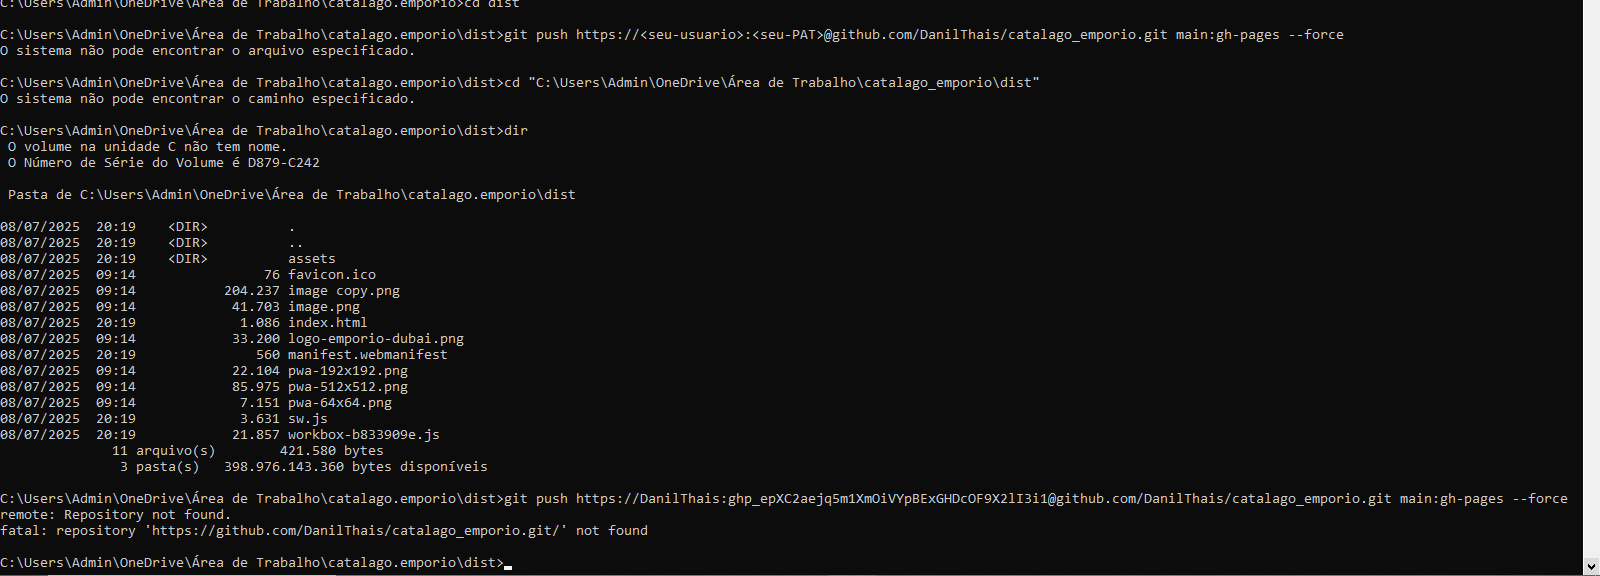 C:\Users\Admin\OneDrive\Área de Trabalho\catalago.emporio>cd dist
C:\Users\Admin\OneDrive\Área de Trabalho\catalago.emporio\dist>git push https://<seu-usuario>:<seu-PAT>@github.com/DanilThais/catalago_emporio.git main:gh-pages --force
O sistema não pode encontrar o arquivo especificado.
C:\Users\Admin\OneDrive\Área de Trabalho\catalago.emporio\dist>cd "C:\Users\Admin\OneDrive\Área de Trabalho\catalago_emporio\dist"
O sistema não pode encontrar o caminho especificado.
C:\Users\Admin\OneDrive\Área de Trabalho\catalago.emporio\dist>dir
O volume na unidade C não tem nome.
O Número de Série do Volume é D879-C242
Pasta de C:\Users\Admin\OneDrive\Área de Trabalho\catalago.emporio\dist
08/07/2025  20:19    <DIR>          .
08/07/2025  20:19    <DIR>          ..
08/07/2025  20:19    <DIR>          assets
08/07/2025  09:14                76 favicon.ico
08/07/2025  09:14           204.237 image copy.png
08/07/2025  09:14            41.703 image.png
08/07/2025  20:19             1.086 index.html
08/07/2025  09:14            33.200 logo-emporio-dubai.png
08/07/2025  20:19               560 manifest.webmanifest
08/07/2025  09:14            22.104 pwa-192x192.png
08/07/2025  09:14            85.975 pwa-512x512.png
08/07/2025  09:14             7.151 pwa-64x64.png
08/07/2025  20:19             3.631 sw.js
08/07/2025  20:19            21.857 workbox-b833909e.js
11 arquivo(s)        421.580 bytes
3 pasta(s)   398.976.143.360 bytes disponíveis
C:\Users\Admin\OneDrive\Área de Trabalho\catalago.emporio\dist>git push https://DanilThais: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@github.com/DanilThais/catalago_emporio.git main:gh-pages --force
remote: Repository not found.
fatal: repository 'https://github.com/DanilThais/catalago_emporio.git/' not found
C:\Users\Admin\OneDrive\Área de Trabalho\catalago.emporio\dist>